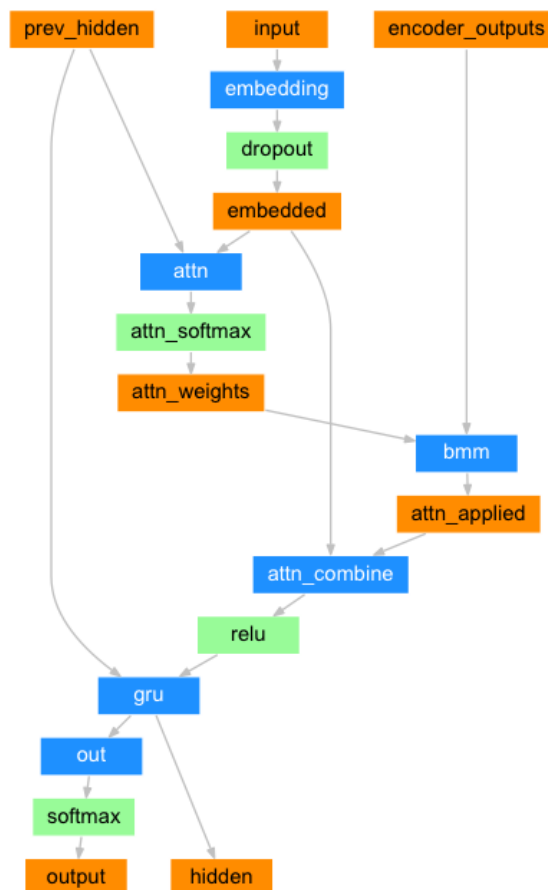 prev_hidden
input
encoder_outputs
embedding
dropout
embedded
attn
attn_softmax
attn_weights
bmm
attn_applied
attn_combine
relu
gru
out
softmax
output
hidden